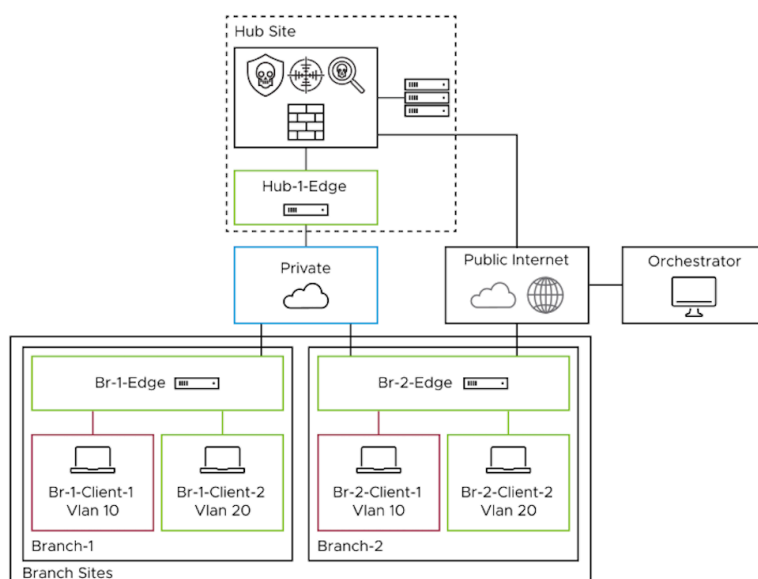 Hub Site
Hub-1-Edge
Private
Public Internet
Orchestrator
Br-1-Edge
Br-2-Edge
Br-1-Client-1
Vlan 10
Br-1-Client-2
Vlan 20
Br-2-Client-1
Vlan 10
Br-2-Client-2
Vlan 20
Branch-1
Branch-2
Branch Sites